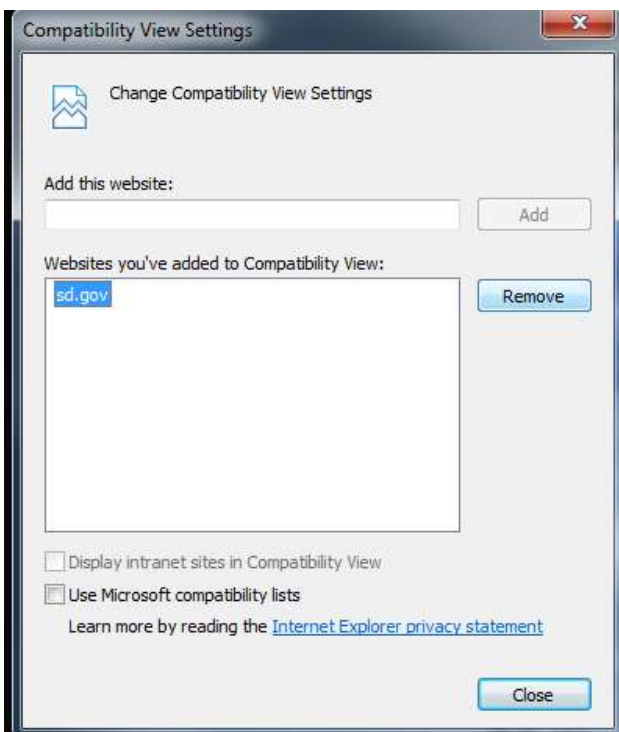 Compatibility View Settings
Change Compatibility View Settings
Add this website:
Add
Websites you've added to Compatibility View:
sd.gov
Remove
Display intranet sites in Compatibility View
Use Microsoft compatibility lists
Learn more by reading the Internet Explorer privacy statement
Close